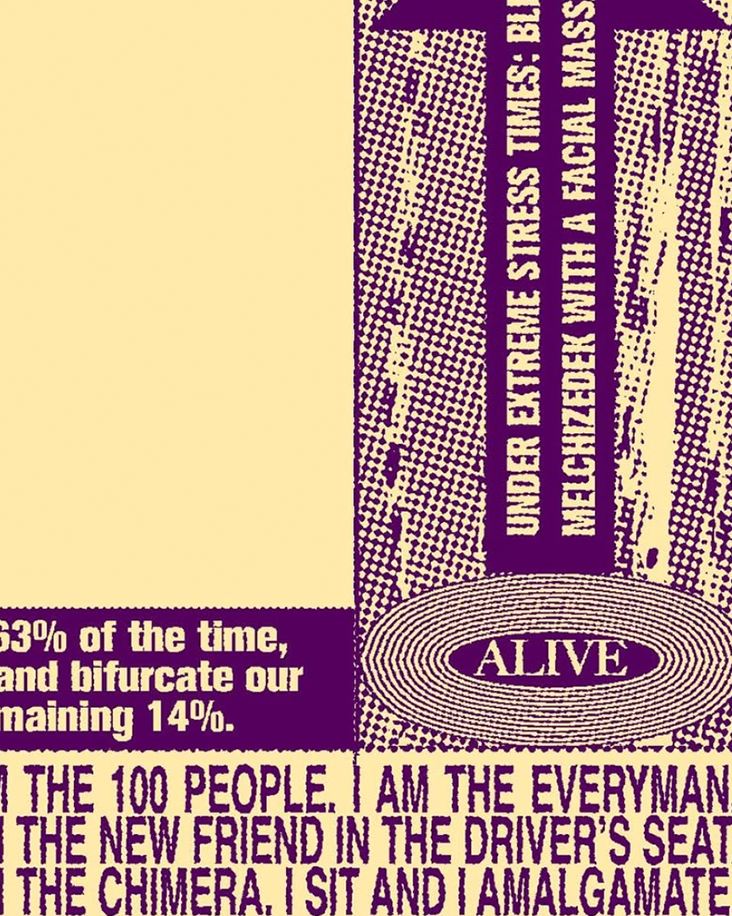 UNDER EXTREME STRESS TIMES:
MELCHIZEDEK WITH A FACIAL
63% of the time,
and bifurcate our
maining 14%.
ALIVE
THE 100 PEOPLE. I AM THE EVERYMAN.
THE NEW FRIEND IN THE DRIVER'S SEAT
THE CHIMERA. I SIT AND I AMALGAMATE